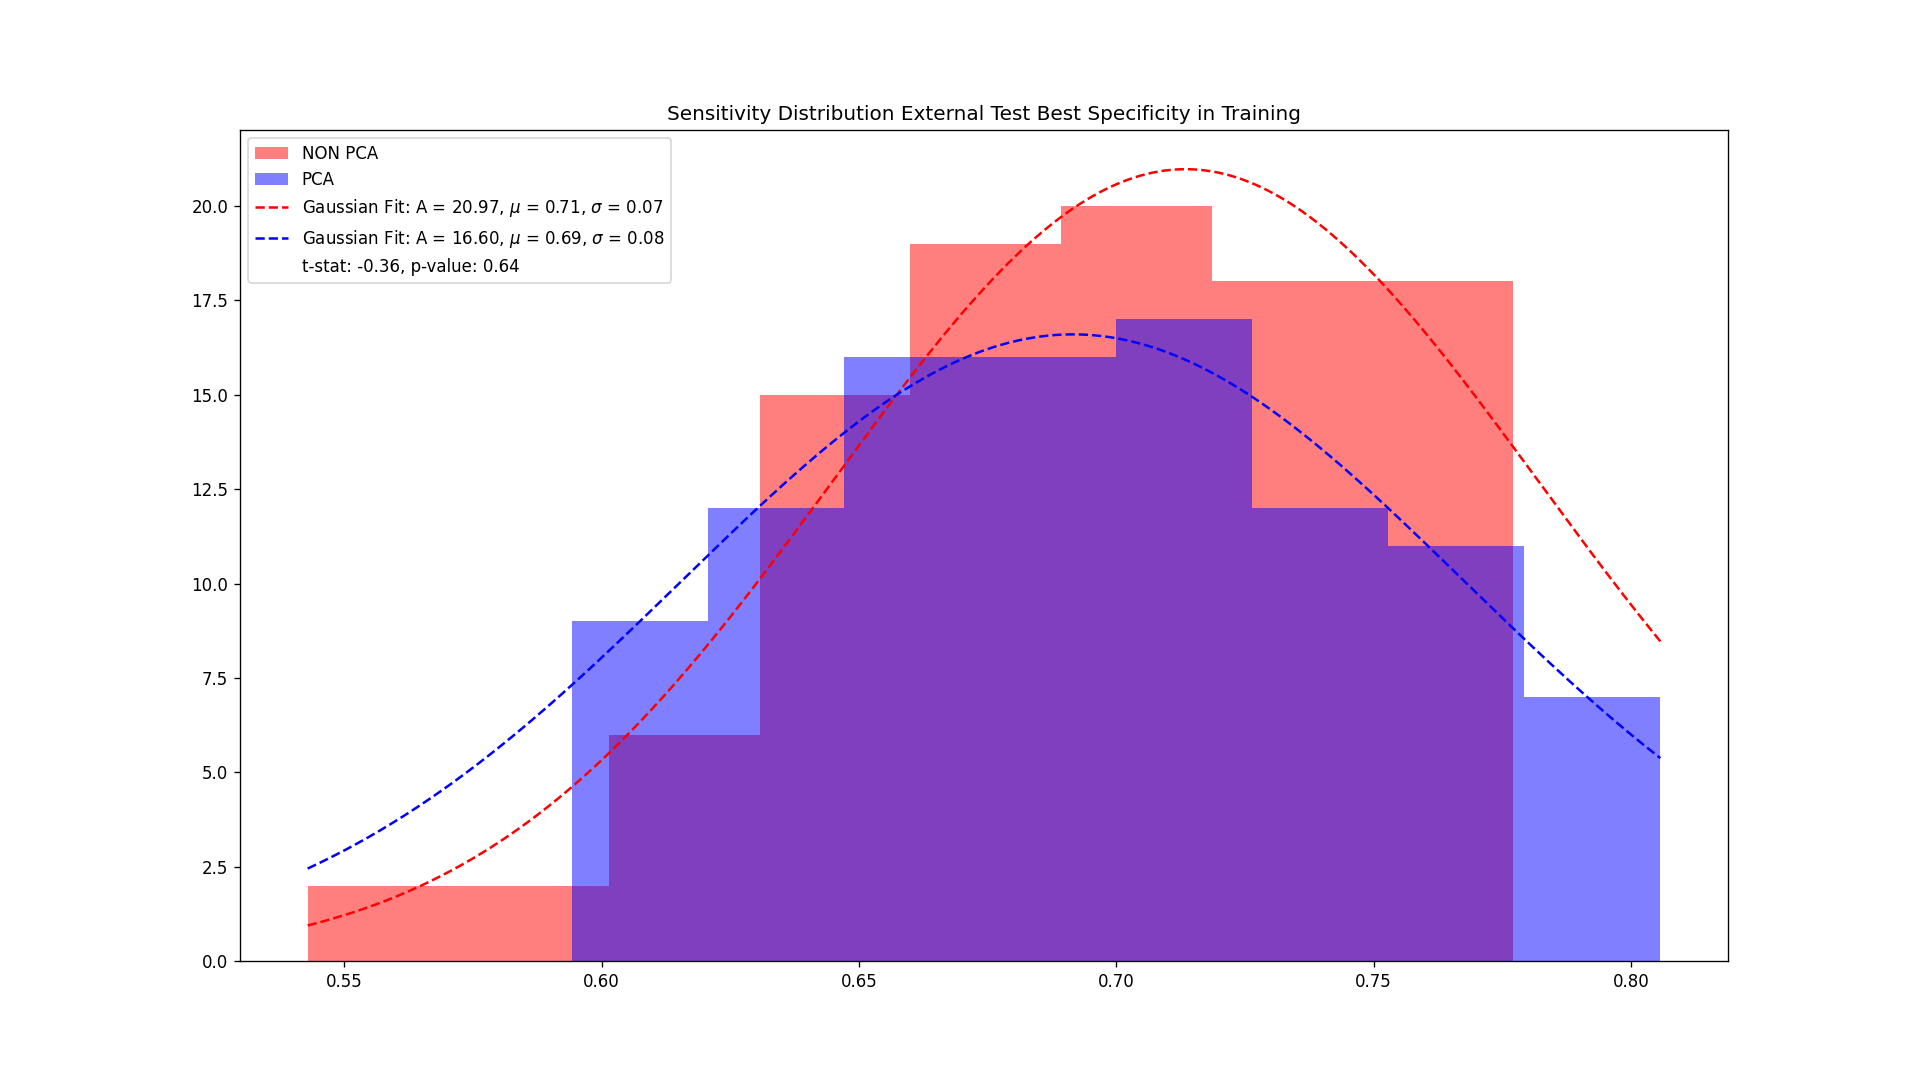 Sensitivity Distribution External Test Best Specificity in Training
NON PCA
PCA
Gaussian Fit: A = 20.97, μ = 0.71, σ = 0.07
Gaussian Fit: A = 16.60, μ = 0.69, σ = 0.08
t-stat: -0.36, p-value: 0.64
20.0
17.5
15.0
12.5
10.0
7.5
5.0
2.5
0.0
0.55 0.60 0.65 0.70 0.75 0.80